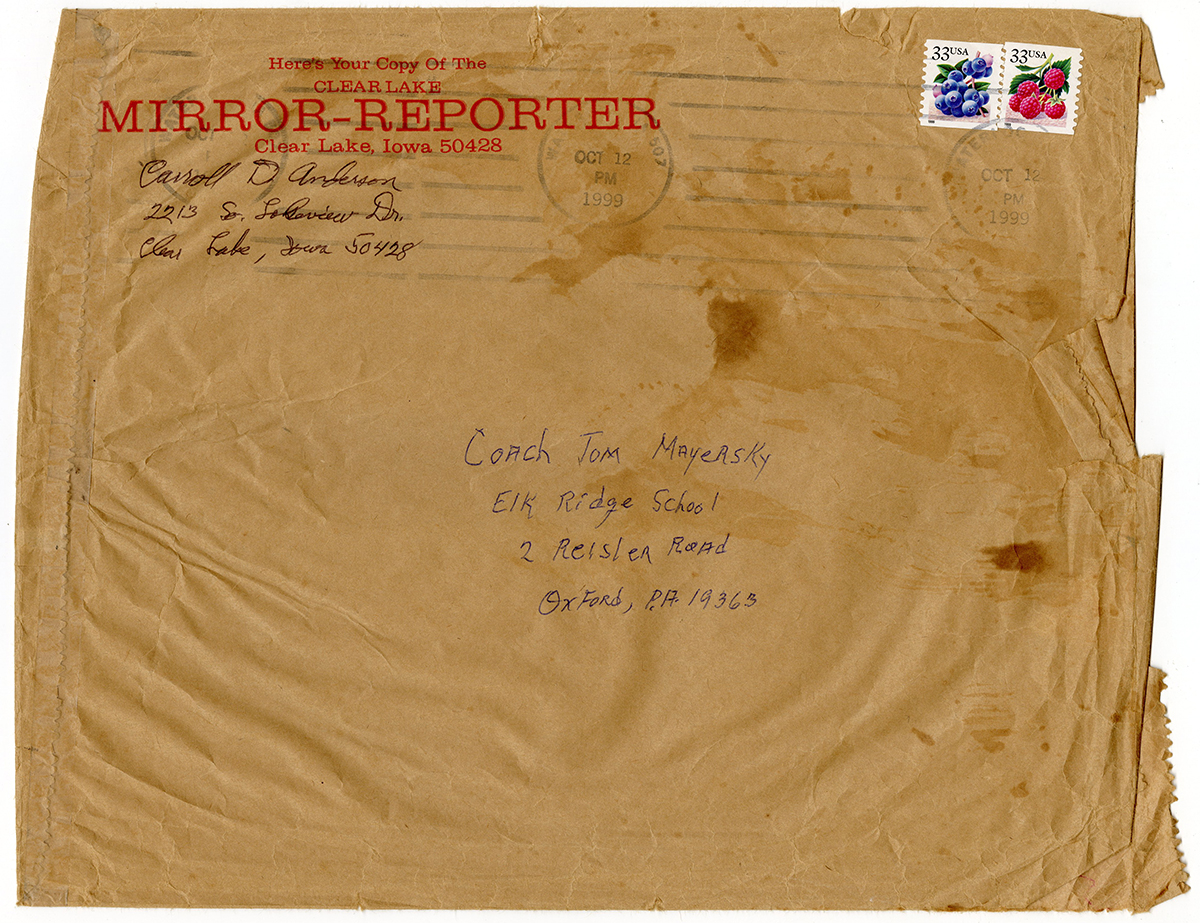 Here's Your Copy Of The
CLEAR LAKE
MIRROR-REPORTER
Clear Lake, Iowa 50428
Carroll D. Anderson
2213 So. Lakeview Dr.
Clear Lake, Iowa 50428
33USA
33USA
OCT
OCT 12
PM
1999
OCT 12
PM
1999
Coach Tom Mayersky
Elk Ridge School
2 Reisler Road
Oxford, P.A. 19363